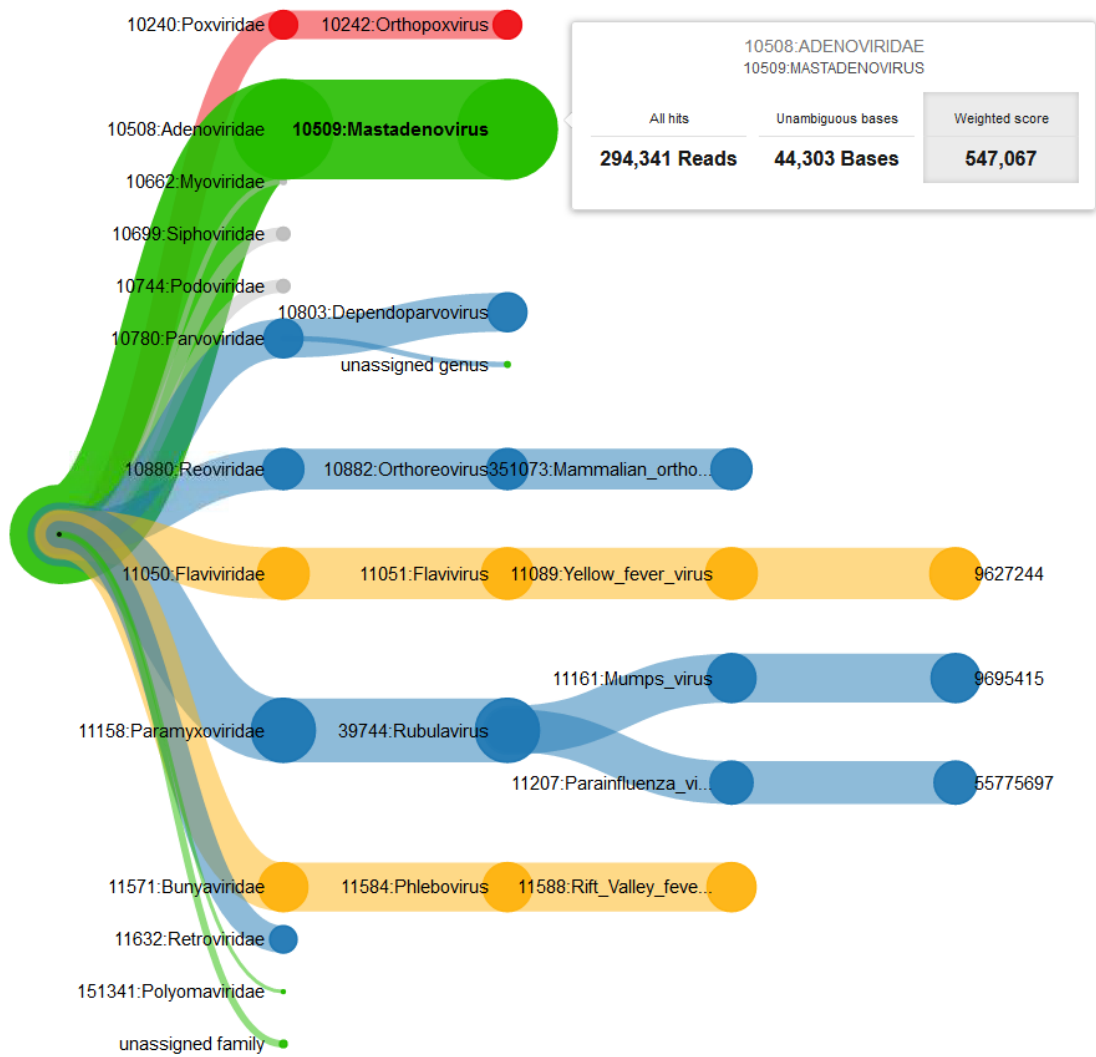 10240:Poxviridae
10242:Orthopoxvirus
10508:ADENOVIRIDAE
10509:MASTADENOVIRUS
All hits
Unambiguous bases
Weighted score
294,341 Reads
44,303 Bases
547,067
10508:Adenoviridae
10509:Mastadenovirus
10662:Myoviridae
10699:Siphoviridae
10744:Podoviridae
10803:Dependoparvovirus
10780:Parvoviridae
unassigned genus
10880:Reoviridae
10882:Orthoreovirus
351073:Mammalian_ortho...
11050:Flaviviridae
11051:Flavivirus
11089:Yellow_fever_virus
9627244
11161:Mumps_virus
9695415
11158:Paramyxoviridae
39744:Rubulavirus
11207:Parainfluenza_vi...
55775697
11571:Bunyaviridae
11584:Phlebovirus
11588:Rift_Valley_feve...
11632:Retroviridae
151341:Polyomaviridae
unassigned family